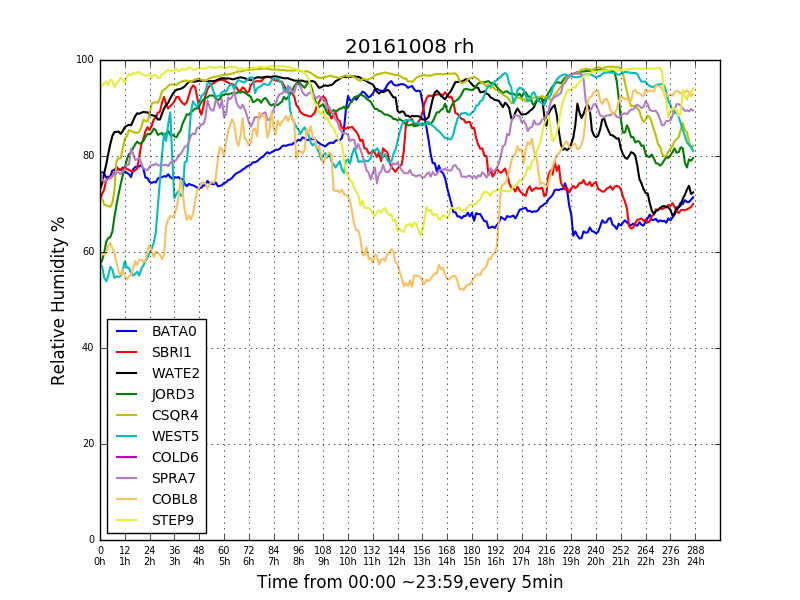 20161008 rh
100
80
60
40
20
0
Relative Humidity %
BATA0
SBRI1
WATE2
JORD3
CSQR4
WEST5
COLD6
SPRA7
COBL8
STEP9
0 12 24 36 48 60 72 84 96 108 120 132 144 156 168 180 192 204 216 228 240 252 264 276 288
0h 1h 2h 3h 4h 5h 6h 7h 8h 9h 10h 11h 12h 13h 14h 15h 16h 17h 18h 19h 20h 21h 22h 23h 24h
Time from 00:00 ~23:59,every 5min